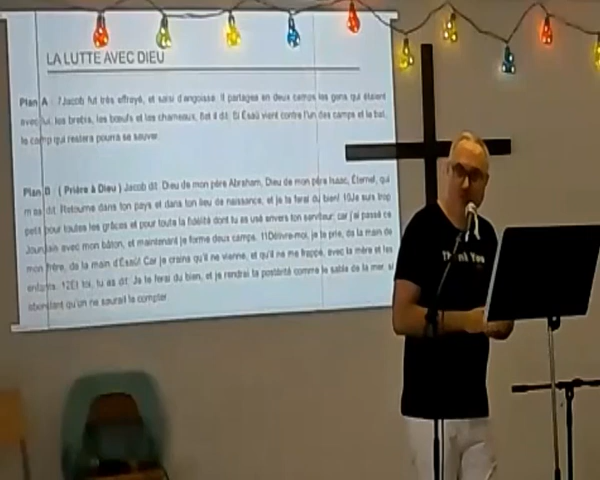 LA LUTTE AVEC DIEU
Plan A - 7Jacob fut très effrayé, et saisi d'angoisse. Il partagea en deux camps les gens qui étaient
avec lui, les brebis, les bœufs et les chameaux, 8et il dit: Si Ésaü vient contre l'un des camps et le bat,
le camp qui restera pourra se sauver.
Plan B ( Prière à Dieu ) Jacob dit: Dieu de mon père Abraham, Dieu de mon père Isaac, Éternel, qui
m'as dit: Retourne dans ton pays et dans ton lieu de naissance, et je te ferai du bien! 10Je suis trop
petit pour toutes les grâces et pour toute la fidélité dont tu as usé envers ton serviteur; car j'ai passé ce
Jourdain avec mon bâton, et maintenant je forme deux camps. 11Délivre-moi, je te prie, de la main de
mon frère, de la main d'Ésaü! Car je crains qu'il ne vienne, et qu'il ne me frappe, avec la mère et les
enfants. 12Et toi, tu as dit: Je te ferai du bien, et je rendrai ta postérité comme le sable de la mer, si
abondant qu'on ne saurait le compter.
Thank You